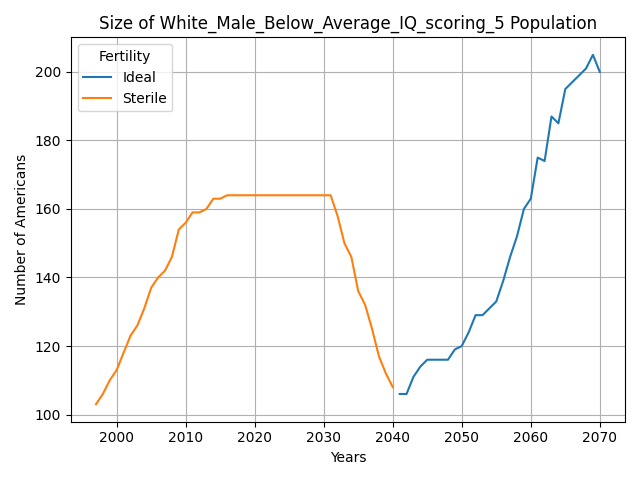 Size of White_Male_Below_Average_IQ_scoring_5 Population
Fertility
Ideal
Sterile
Number of Americans
200
180
160
140
120
100
2000 2010 2020 2030 2040 2050 2060 2070
Years